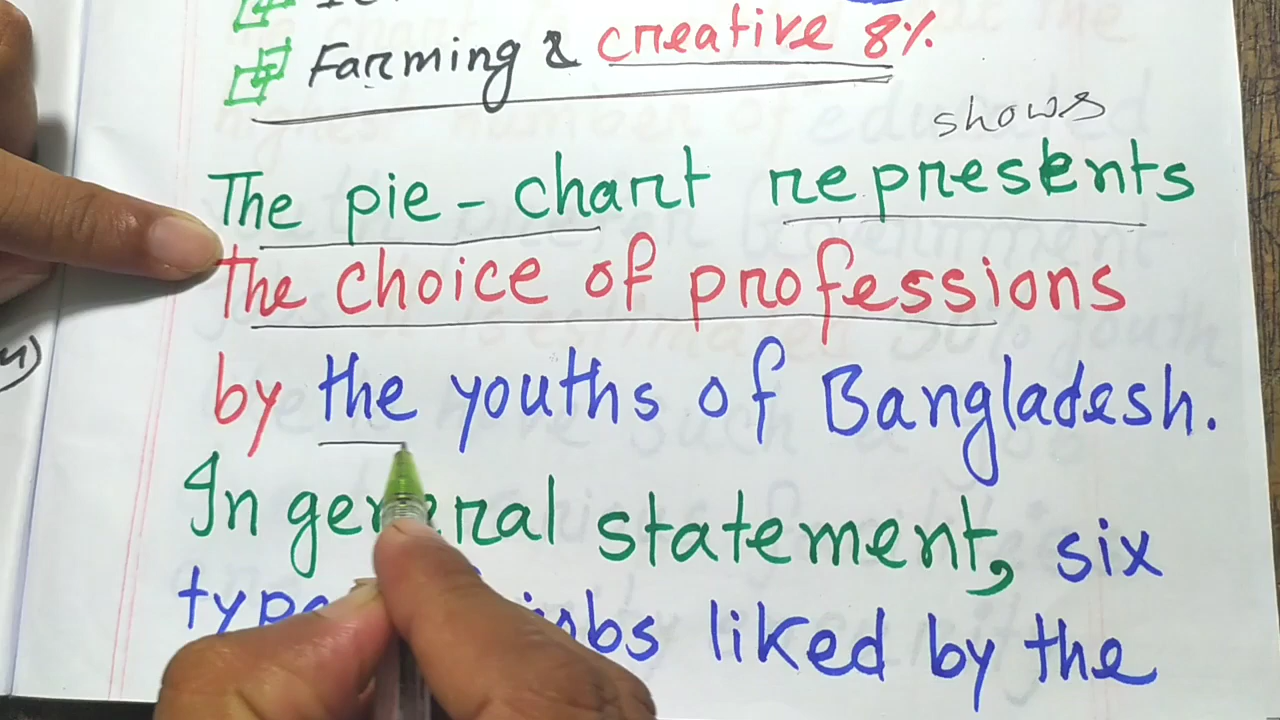 Farming & creative 8%
shows
The pie-chart represents
the choice of professions
by the youths of Bangladesh.
In general statement, six
jobs liked by the